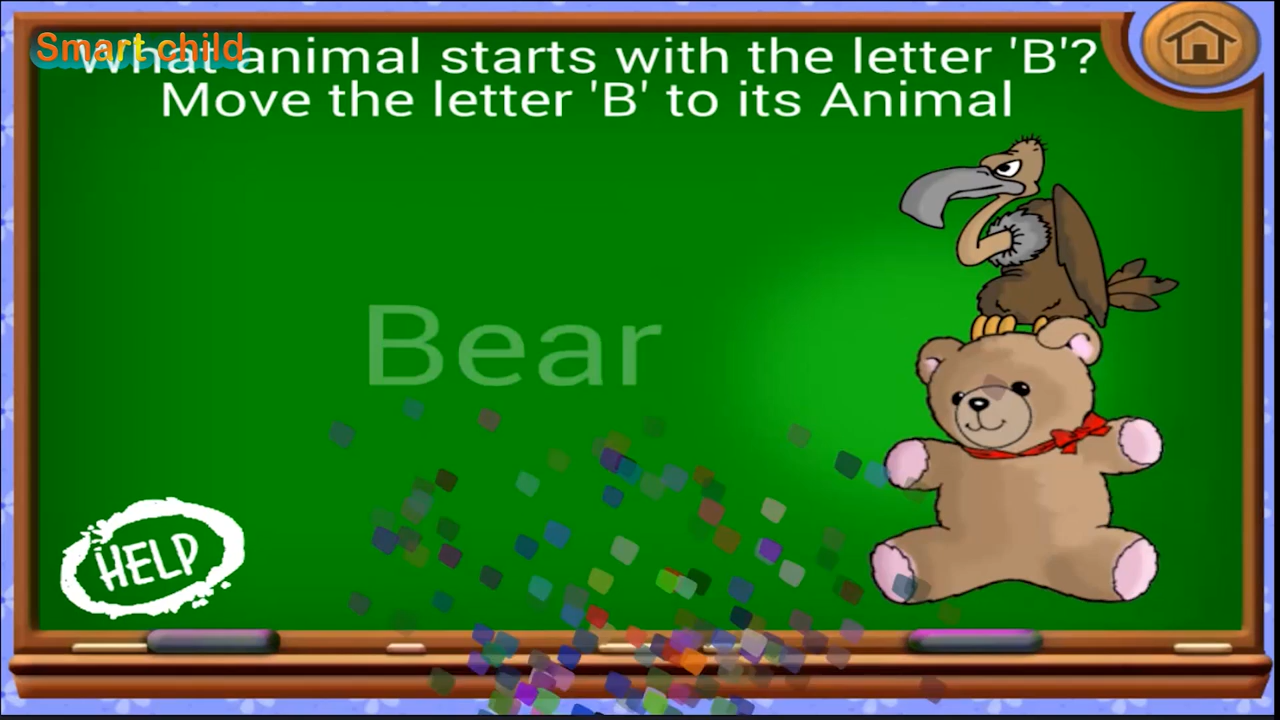 Smart child
What animal starts with the letter 'B'?
Move the letter 'B' to its Animal
Bear
HELP